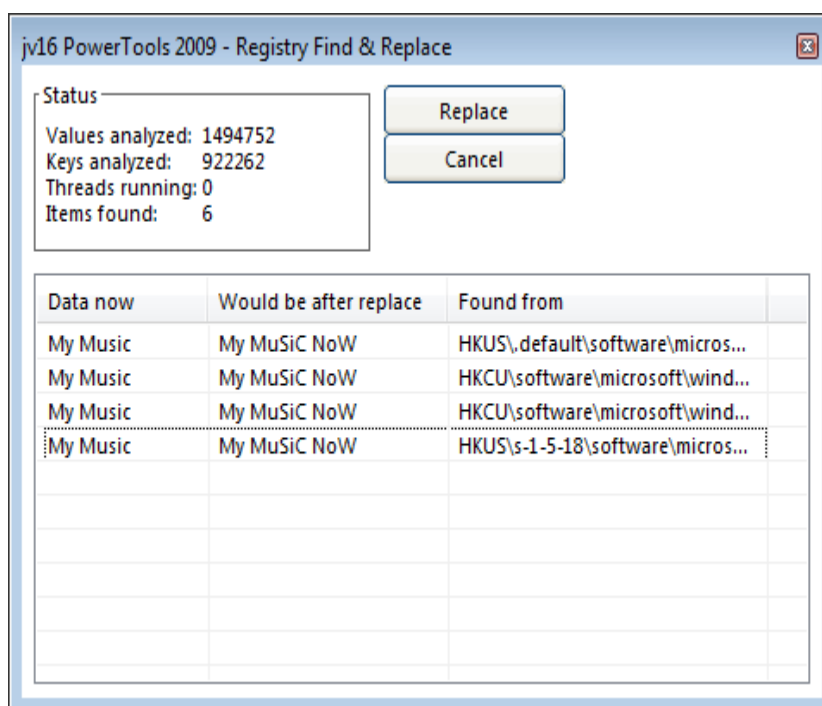 jv16 PowerTools 2009 - Registry Find & Replace
Status
Values analyzed: 1494752
Keys analyzed: 922262
Threads running: 0
Items found: 6
Replace
Cancel
Data now Would be after replace Found from
My Music My MuSiC NoW HKUS\.default\software\micros...
My Music My MuSiC NoW HKCU\software\microsoft\wind...
My Music My MuSiC NoW HKCU\software\microsoft\wind...
My Music My MuSiC NoW HKUS\s-1-5-18\software\micros...